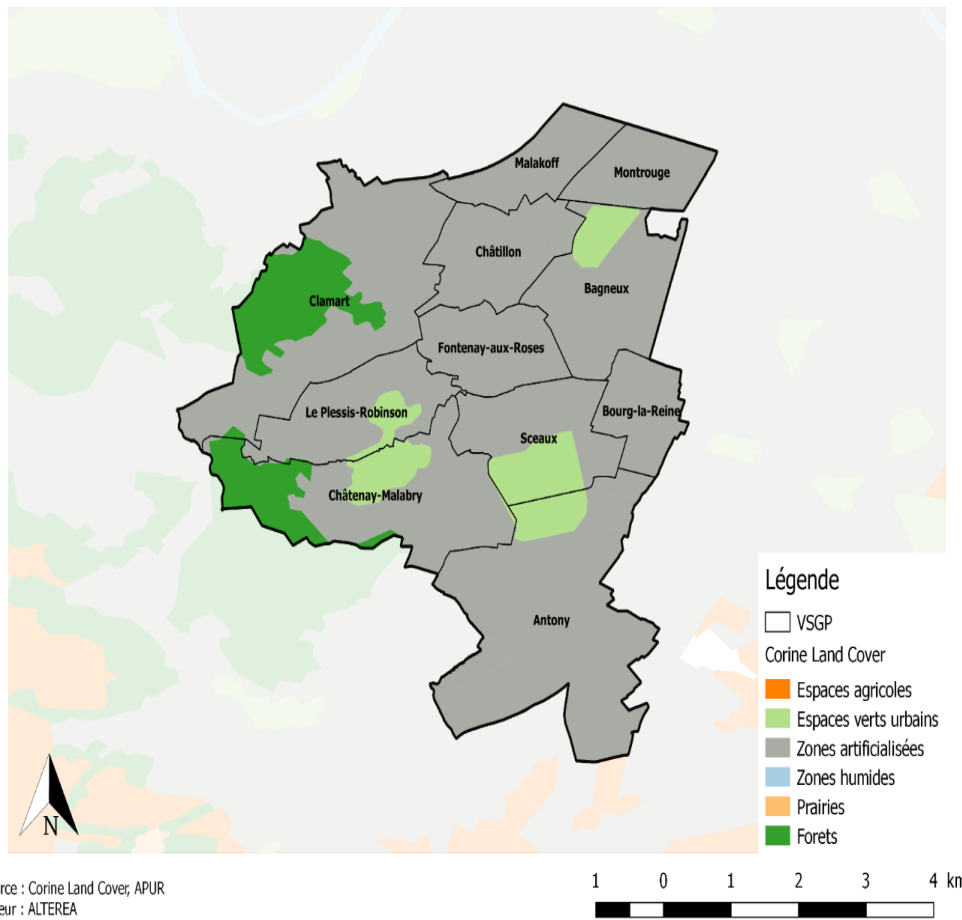 Malakoff
Montrouge
Châtillon
Bagneux
Clamart
Fontenay-aux-Roses
Le Plessis-Robinson
Bourg-la-Reine
Sceaux
Châtenay-Malabry
Antony
Légende
VSGP
Corine Land Cover
Espaces agricoles
Espaces verts urbains
Zones artificialisées
Zones humides
Prairies
Forets
N
rce : Corine Land Cover, APUR
eur : ALTEREA
1 0 1 2 3 4 kn